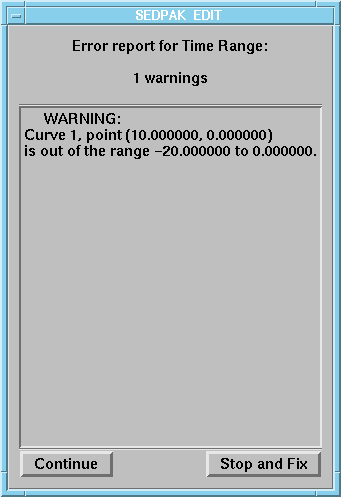 SEDPAK EDIT
Error report for Time Range:
1 warnings
WARNING:
Curve 1, point (10.000000, 0.000000)
is out of the range -20.000000 to 0.000000.
Continue
Stop and Fix